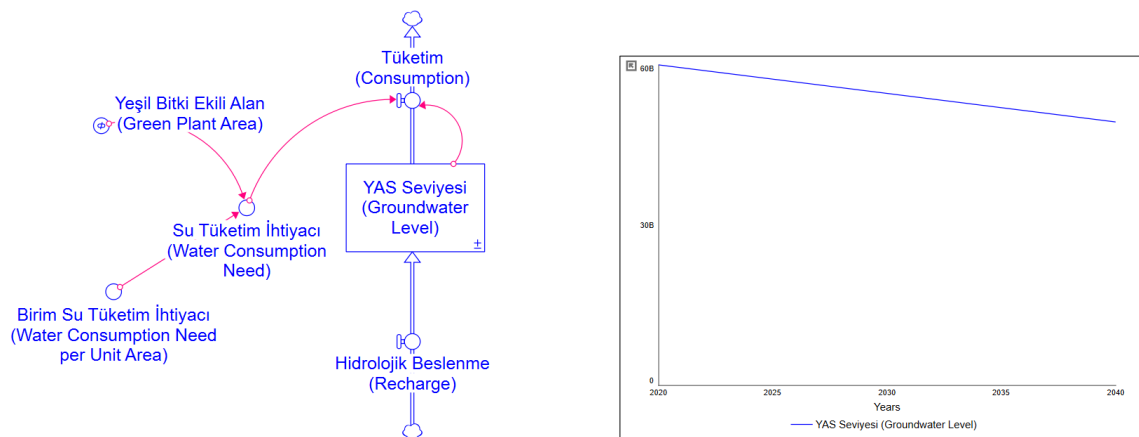 Tüketim
(Consumption)
Yeşil Bitki Ekili Alan
(Green Plant Area)
YAS Seviyesi
(Groundwater
Level)
Su Tüketim İhtiyacı
(Water Consumption
Need)
Birim Su Tüketim İhtiyacı
(Water Consumption Need
per Unit Area)
Hidrolojik Beslenme
(Recharge)
60B
30B
0
2020 2025 2030 2035 2040
Years
YAS Seviyesi (Groundwater Level)